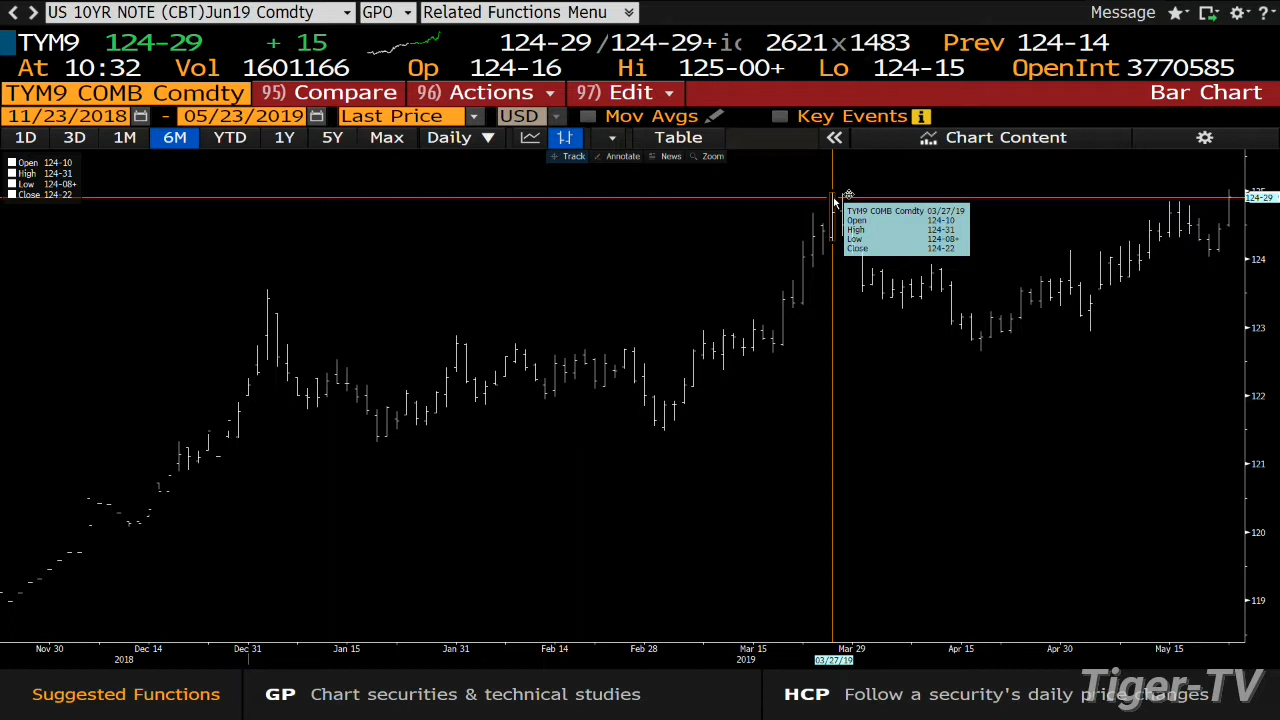 US 10YR NOTE (CBT)Jun19 Comdty GPO Related Functions Menu Message ?
TYM9 124-29 + 15 124-29 /124-29+ic 2621x1483 Prev 124-14
At 10:32 Vol 1601166 Op 124-16 Hi 125-00+ Lo 124-15 OpenInt 3770585
TYM9 COMB Comdty 95) Compare 96) Actions 97) Edit Bar Chart
11/23/2018 - 05/23/2019 Last Price USD Mov Avgs Key Events i
1D 3D 1M 6M YTD 1Y 5Y Max Daily Table Chart Content
Track Annotate News Zoom
Open 124-10
High 124-31
Low 124-08+
Close 124-22
TYM9 COMB Comdty 03/27/19
Open 124-10
High 124-31
Low 124-08+
Close 124-22
124-29
124
123
122
121
120
119
Nov 30 Dec 14 Dec 31 Jan 15 Jan 31 Feb 14 Feb 28 Mar 15 Mar 29 Apr 15 Apr 30 May 15
2018 2019 03/27/19
Suggested Functions GP Chart securities & technical studies HCP Follow a security's daily price changes
Tiger-TV